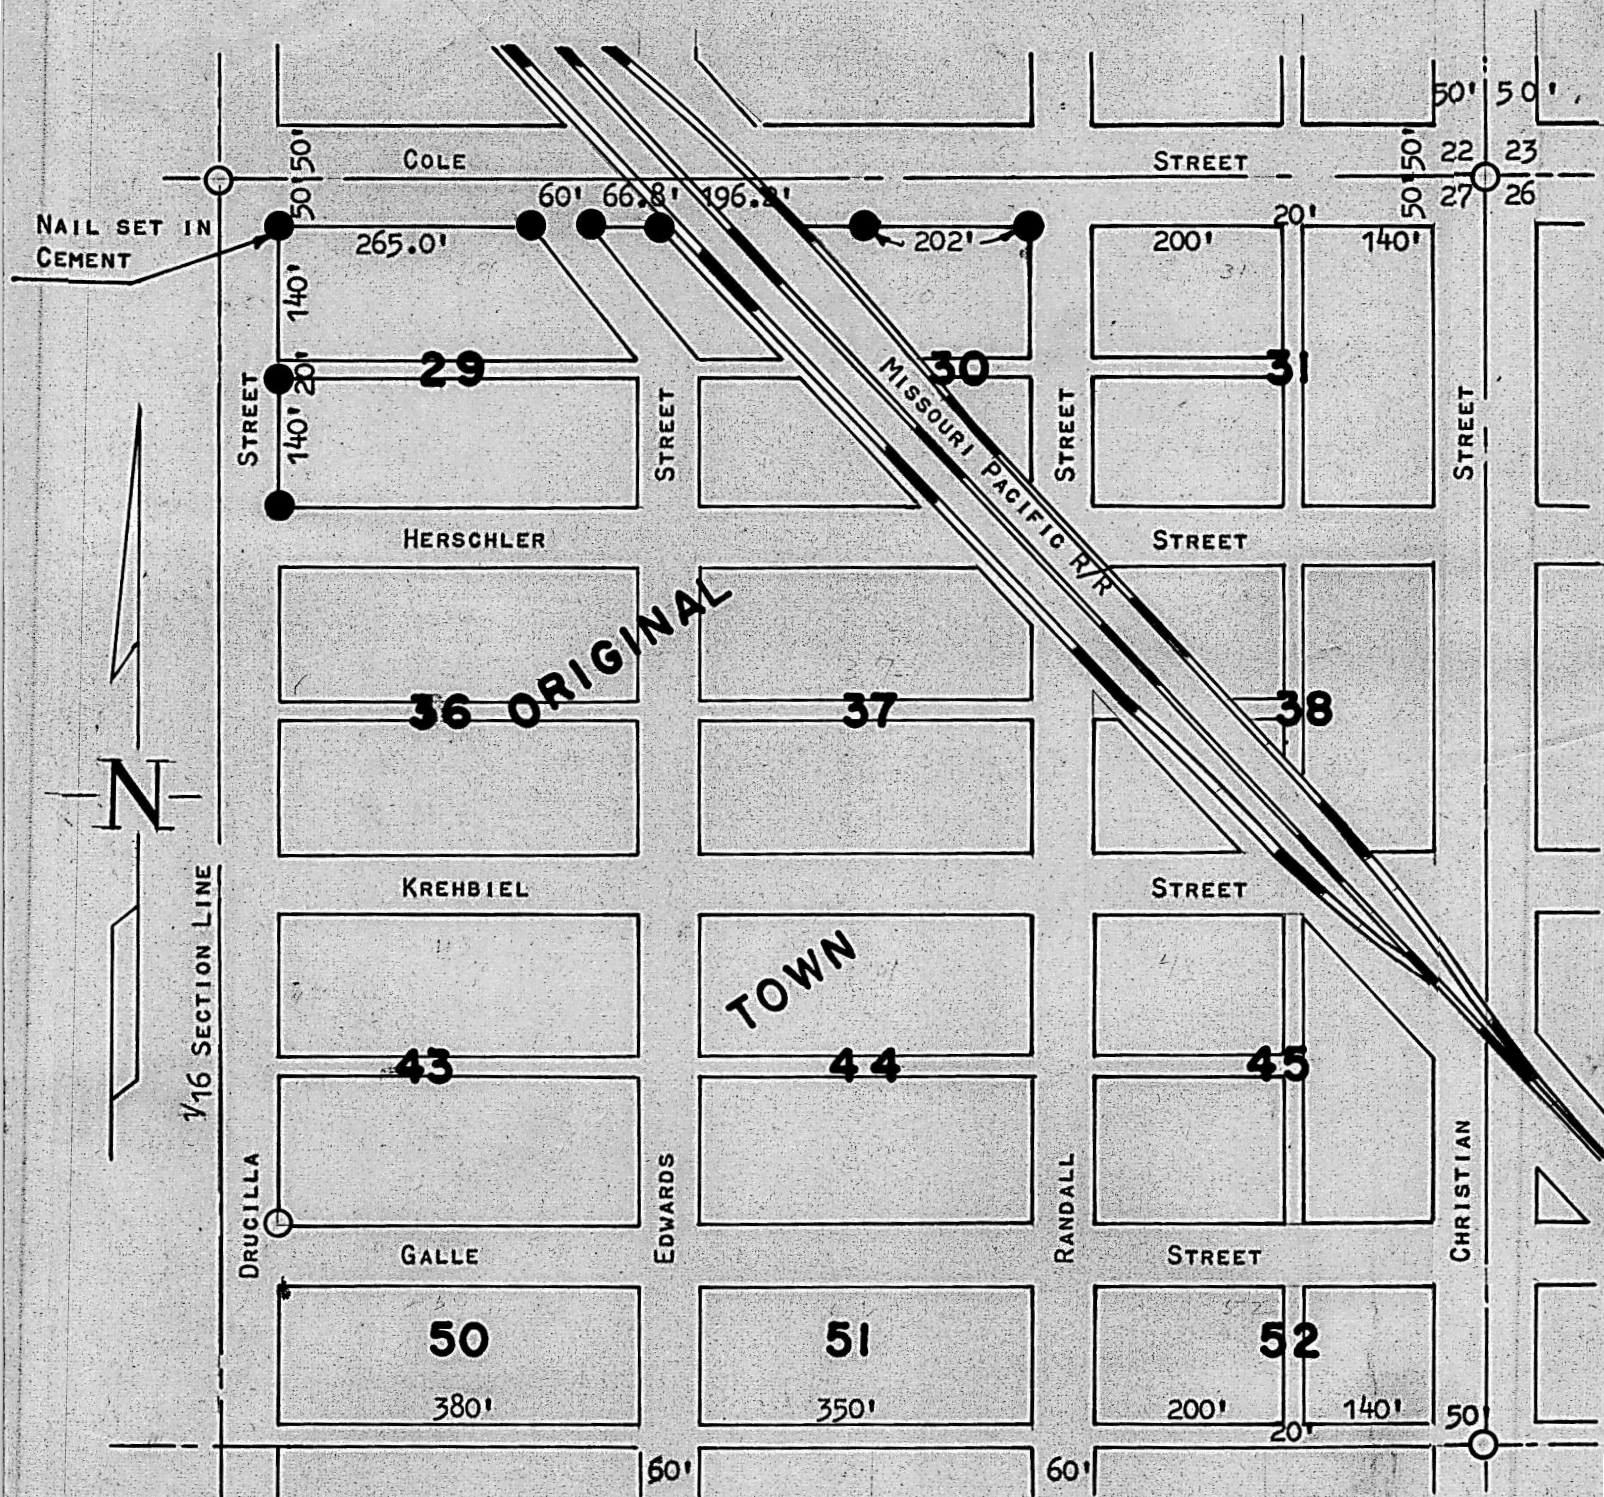 50' 50'
COLE STREET
50' 50'
50' 50'
22 23
27 26
60' 66.8' 196.2'
NAIL SET IN
CEMENT
265.0'
202'
200'
20'
140'
140'
20'
140'
29
30
31
STREET
STREET
STREET
STREET
MISSOURI PACIFIC R/R
HERSCHLER STREET
ORIGINAL
36
37
38
N
KREHBIEL STREET
1/16 SECTION LINE
TOWN
43
44
45
DRUCILLA
EDWARDS
RANDALL
CHRISTIAN
GALLE STREET
50
51
52
380'
350'
200'
20'
140'
50'
60'
60'